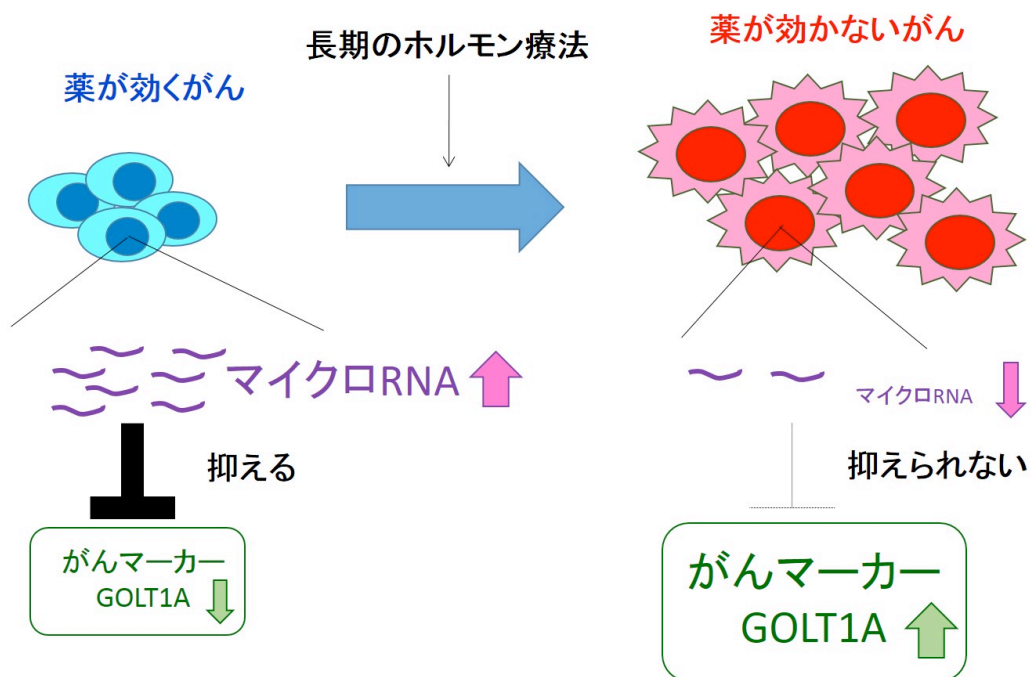 長期のホルモン療法
薬が効かないがん
薬が効くがん
マイクロRNA
マイクロRNA
抑える
抑えられない
がんマーカー
GOLT1A
がんマーカー
GOLT1A